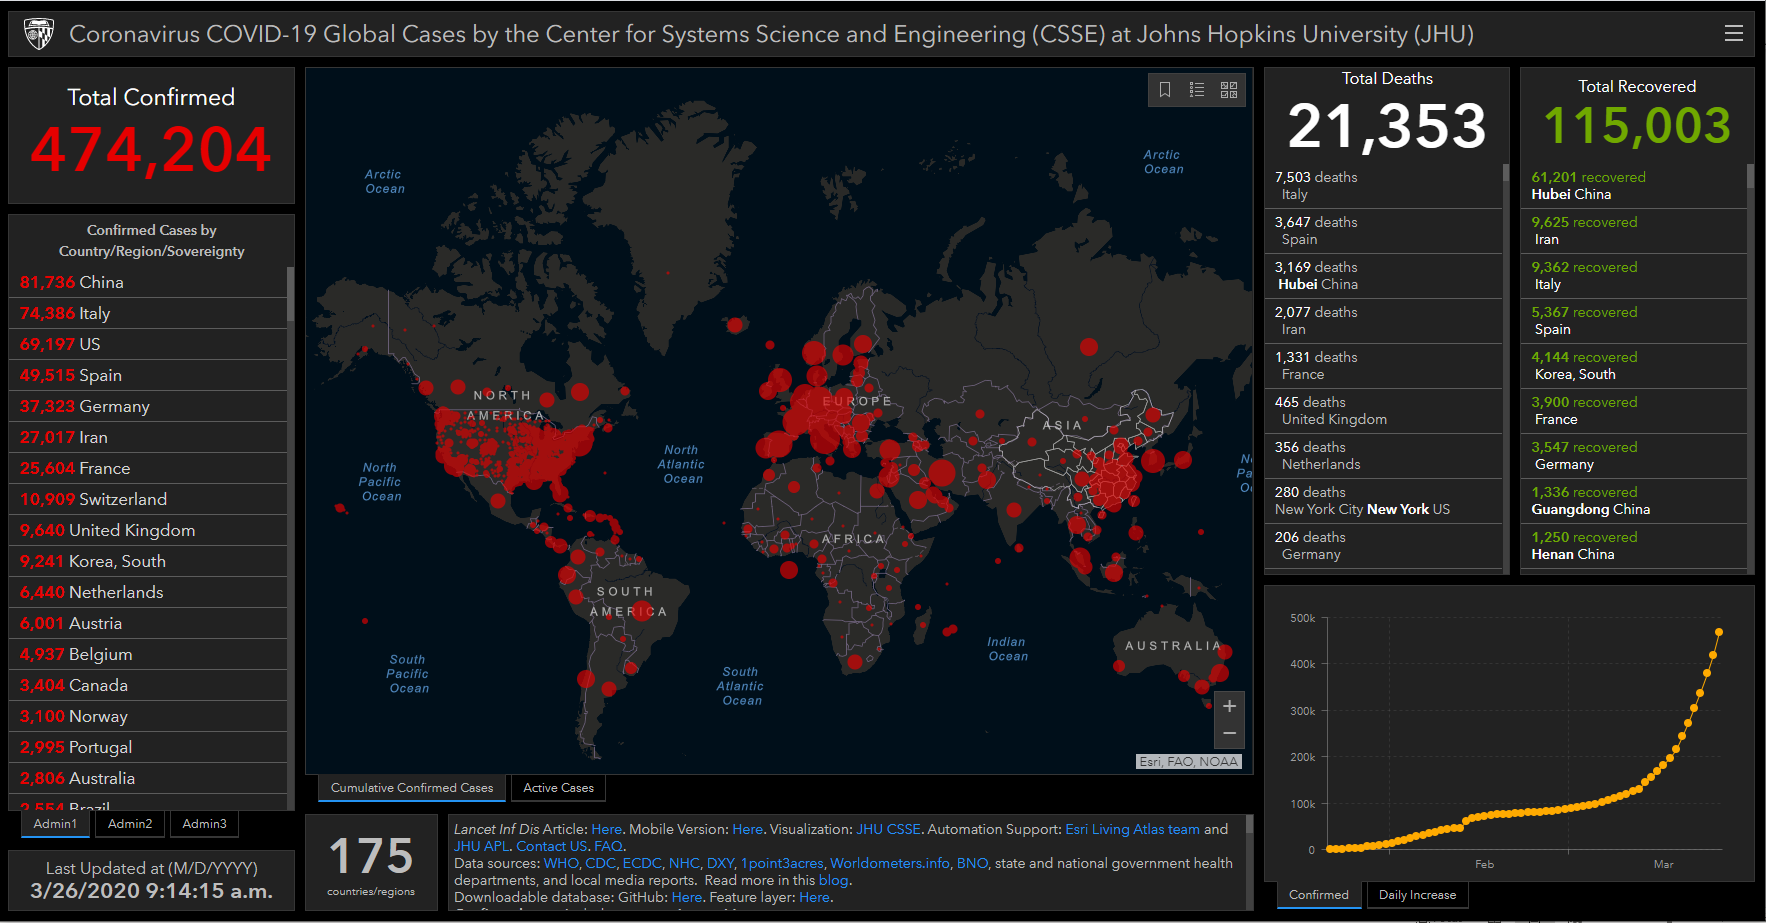 Coronavirus COVID-19 Global Cases by the Center for Systems Science and Engineering (CSSE) at Johns Hopkins University (JHU)
Total Confirmed
474,204
Confirmed Cases by
Country/Region/Sovereignty
81,736 China
74,386 Italy
69,197 US
49,515 Spain
37,323 Germany
27,017 Iran
25,604 France
10,909 Switzerland
9,640 United Kingdom
9,241 Korea, South
6,440 Netherlands
6,001 Austria
4,937 Belgium
3,404 Canada
3,100 Norway
2,995 Portugal
2,806 Australia
2,554 Brazil
Admin1
Admin2
Admin3
Last Updated at (M/D/YYYY)
3/26/2020 9:14:15 a.m.
Arctic
Ocean
Arctic
Ocean
NORTH
AMERICA
EUROPE
ASIA
North
Atlantic
Ocean
North
Pacific
Ocean
N
Pa
O
AFRICA
SOUTH
AMERICA
Indian
Ocean
AUSTRALIA
South
Pacific
Ocean
South
Atlantic
Ocean
+
−
Esri, FAO, NOAA
Cumulative Confirmed Cases
Active Cases
175
countries/regions
Lancet Inf Dis Article: Here. Mobile Version: Here. Visualization: JHU CSSE. Automation Support: Esri Living Atlas team and
JHU APL. Contact US. FAQ.
Data sources: WHO, CDC, ECDC, NHC, DXY, 1point3acres, Worldometers.info, BNO, state and national government health
departments, and local media reports. Read more in this blog.
Downloadable database: GitHub: Here. Feature layer: Here.
Total Deaths
21,353
7,503 deaths
Italy
3,647 deaths
Spain
3,169 deaths
Hubei China
2,077 deaths
Iran
1,331 deaths
France
465 deaths
United Kingdom
356 deaths
Netherlands
280 deaths
New York City New York US
206 deaths
Germany
Total Recovered
115,003
61,201 recovered
Hubei China
9,625 recovered
Iran
9,362 recovered
Italy
5,367 recovered
Spain
4,144 recovered
Korea, South
3,900 recovered
France
3,547 recovered
Germany
1,336 recovered
Guangdong China
1,250 recovered
Henan China
500k
400k
300k
200k
100k
0
Feb
Mar
Confirmed
Daily Increase